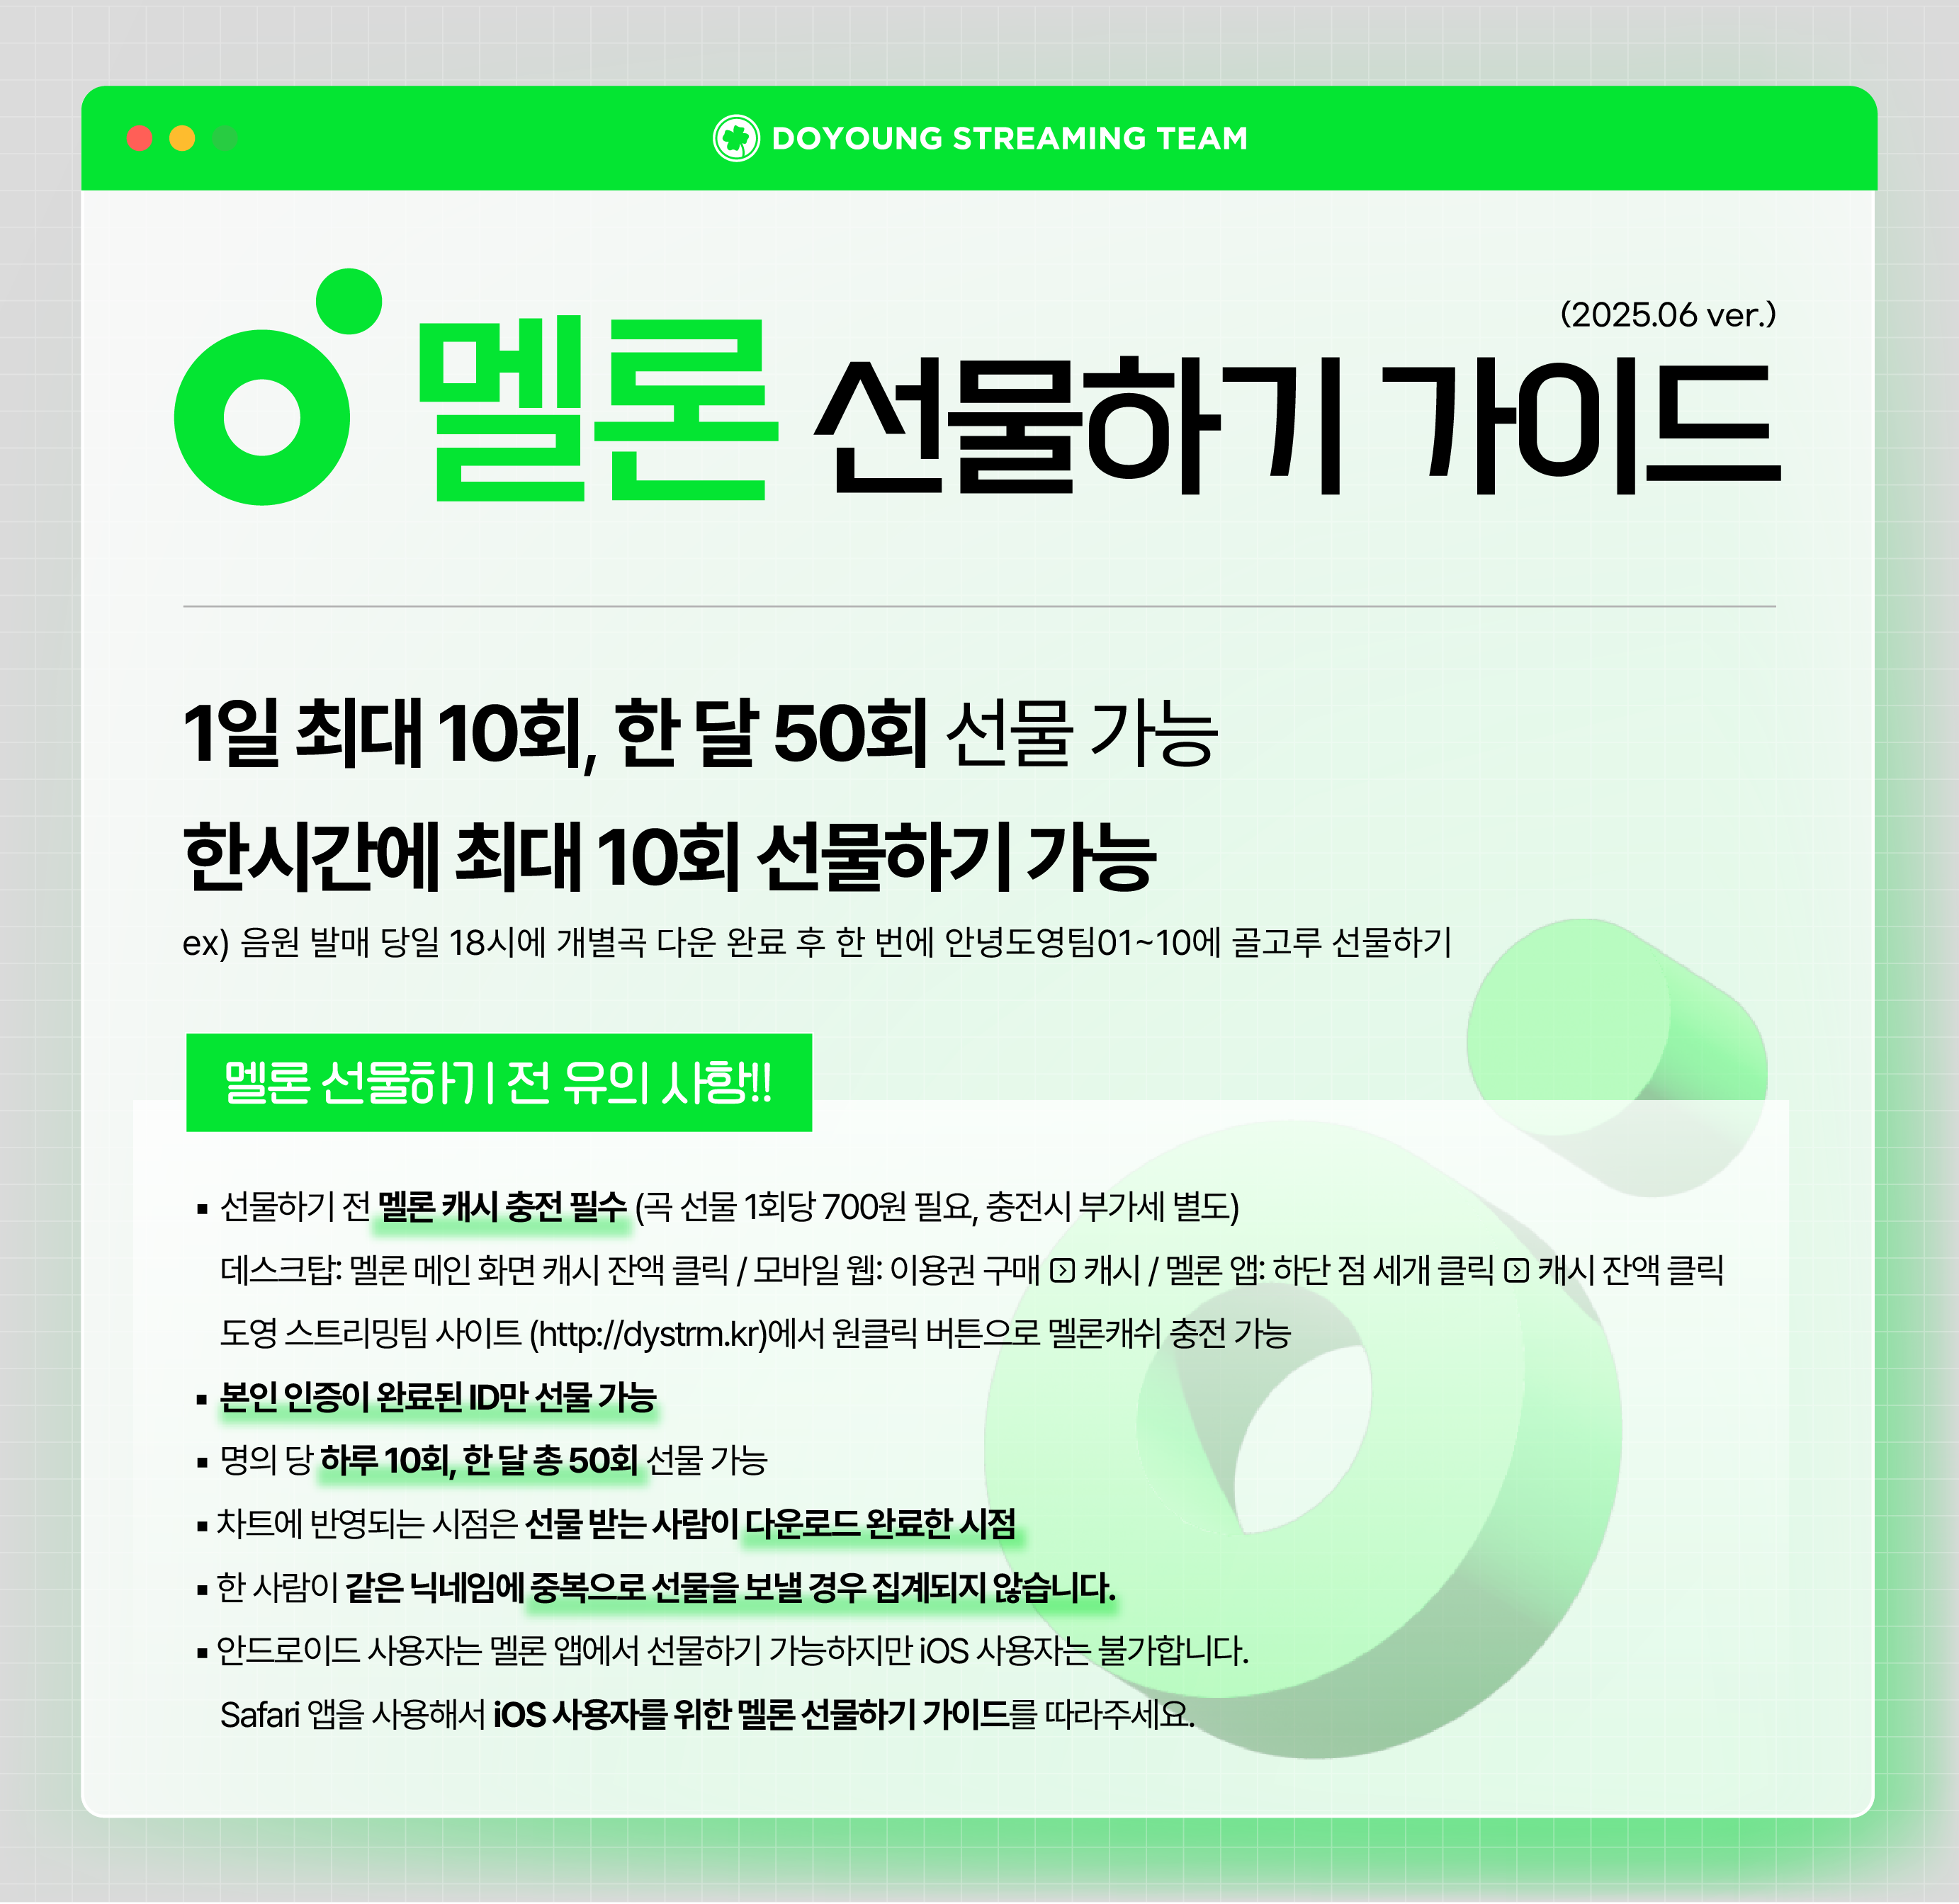 DOYOUNG STREAMING TEAM
(2025.06 ver.)
멜론 선물하기 가이드
1일 최대 10회, 한 달 50회 선물 가능
한시간에 최대 10회 선물하기 가능
ex) 음원 발매 당일 18시에 개별곡 다운 완료 후 한 번에 안녕도영팀01~10에 골고루 선물하기
멜론 선물하기 전 유의 사항!!
▪ 선물하기 전 멜론 캐시 충전 필수 (곡 선물 1회당 700원 필요, 충전시 부가세 별도)
데스크탑: 멜론 메인 화면 캐시 잔액 클릭 / 모바일 웹: 이용권 구매 > 캐시 / 멜론 앱: 하단 점 세개 클릭 > 캐시 잔액 클릭
도영 스트리밍팀 사이트 (http://dystrm.kr)에서 원클릭 버튼으로 멜론캐쉬 충전 가능
▪ 본인 인증이 완료된 ID만 선물 가능
▪ 명의 당 하루 10회, 한 달 총 50회 선물 가능
▪ 차트에 반영되는 시점은 선물 받는 사람이 다운로드 완료한 시점
▪ 한 사람이 같은 닉네임에 중복으로 선물을 보낼 경우 집계되지 않습니다.
▪ 안드로이드 사용자는 멜론 앱에서 선물하기 가능하지만 iOS 사용자는 불가합니다.
Safari 앱을 사용해서 iOS 사용자를 위한 멜론 선물하기 가이드를 따라주세요.